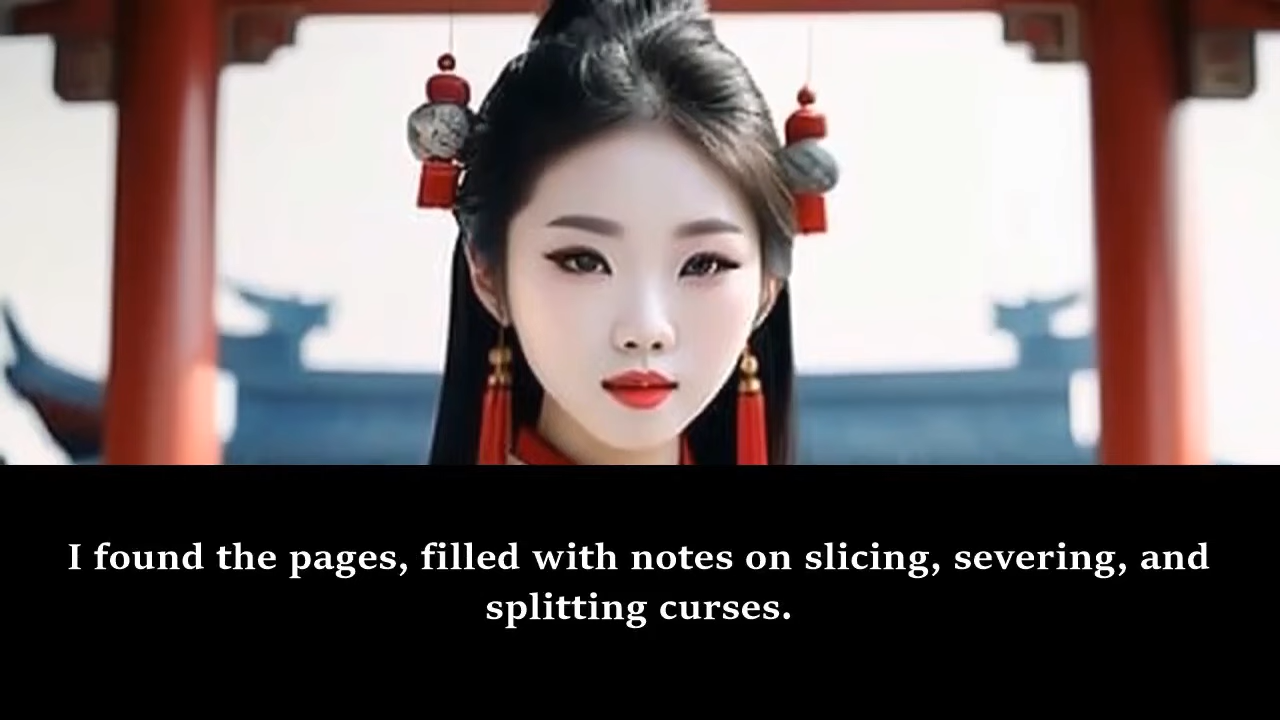 I found the pages, filled with notes on slicing, severing, and
splitting curses.